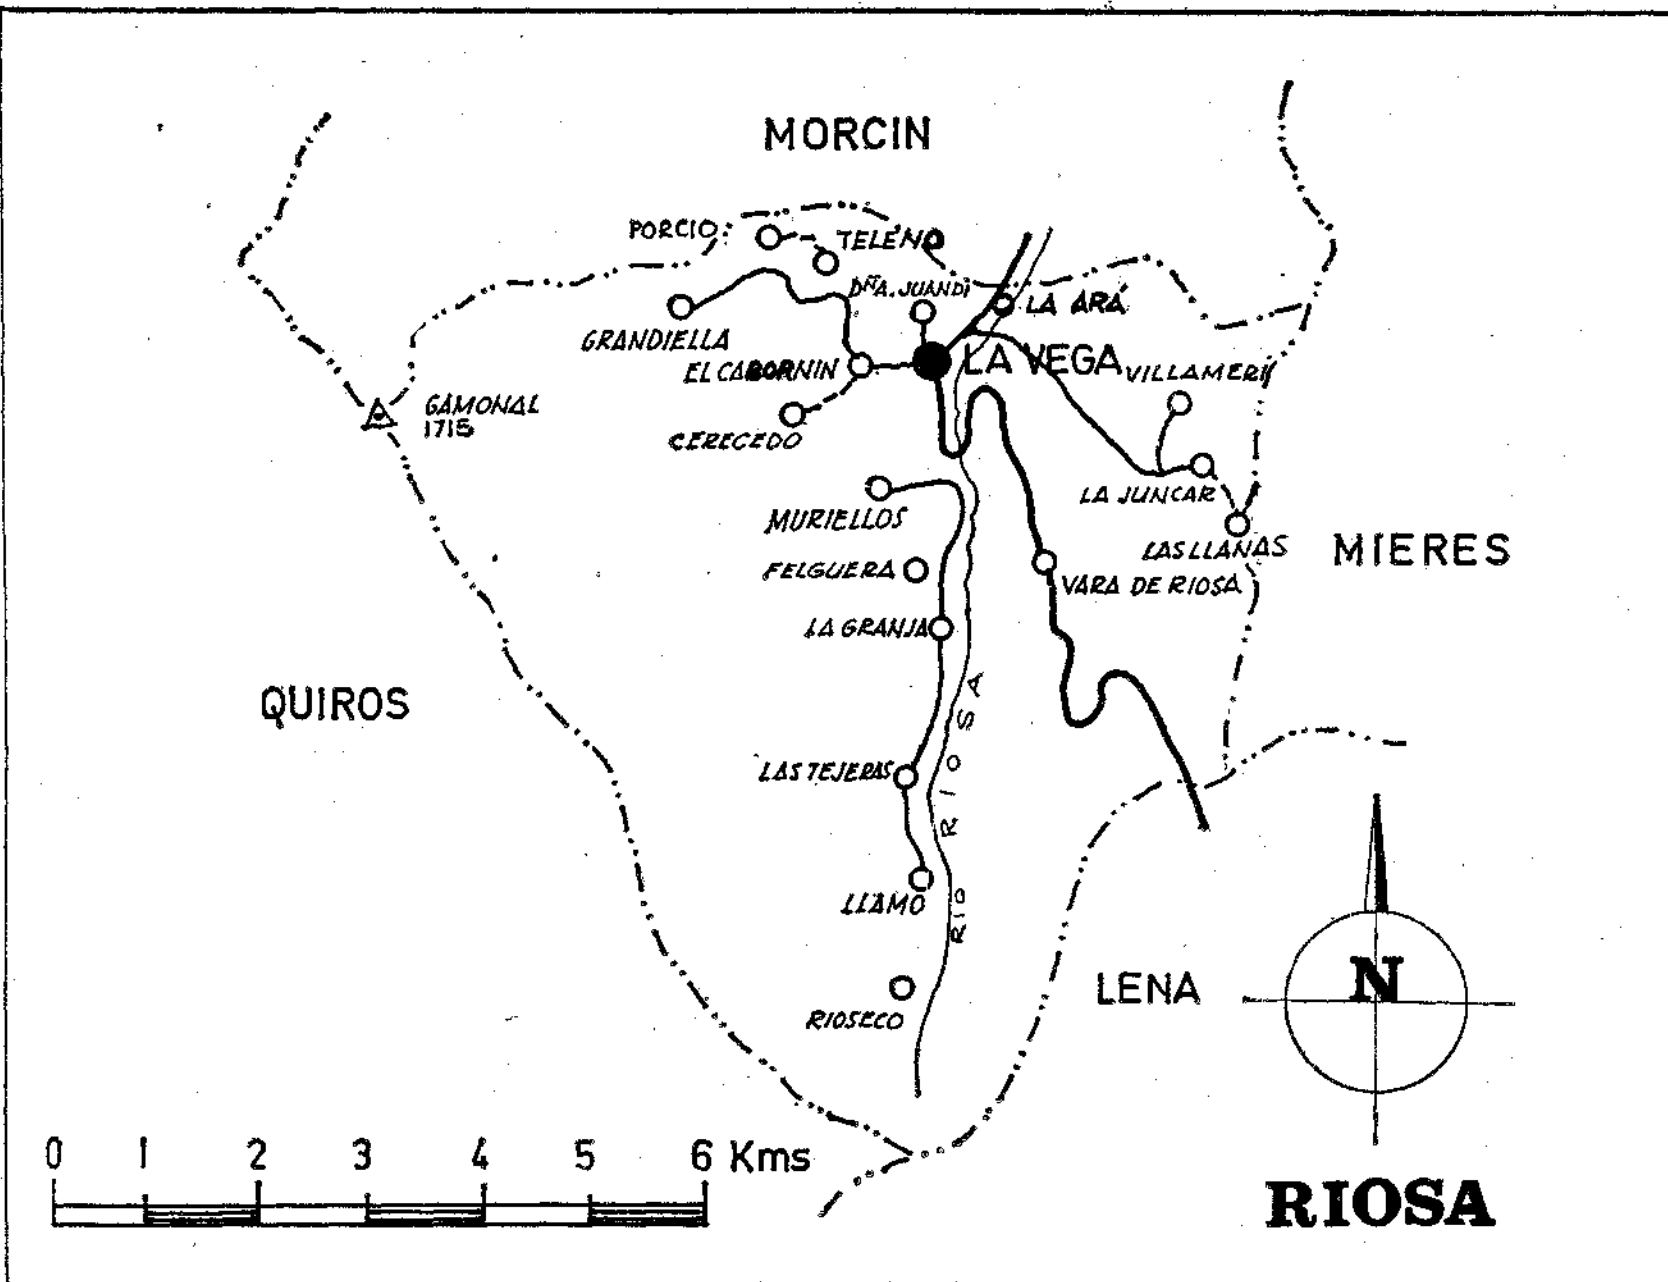 MORCIN
PORCIO
TELENO
DÑA. JUANDI
LA ARÁ
GRANDIELLA
EL CABORNIN
LA VEGA
VILLAMERI
GAMONAL
1715
CERECEDO
LA JUNCAR
MURIELLOS
LAS LLANAS
MIERES
FELGUERA
VARA DE RIOSA
LA GRANJA
QUIROS
RIO RIOSA
LAS TEJERAS
LLAMO
LENA
N
RIOSECO
0 1 2 3 4 5 6 Kms
RIOSA